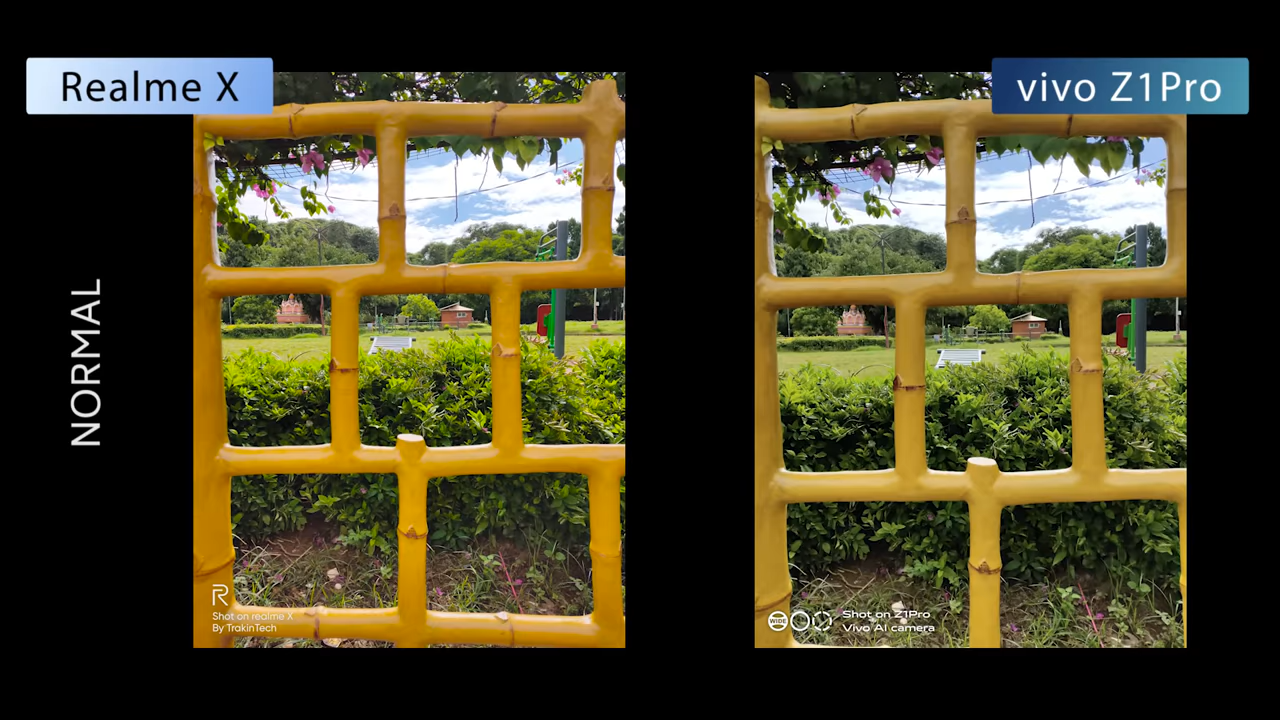 Realme X
vivo Z1Pro
NORMAL
Shot on realme X
By TrakinTech
WIDE
Shot on Z1Pro
Vivo AI camera